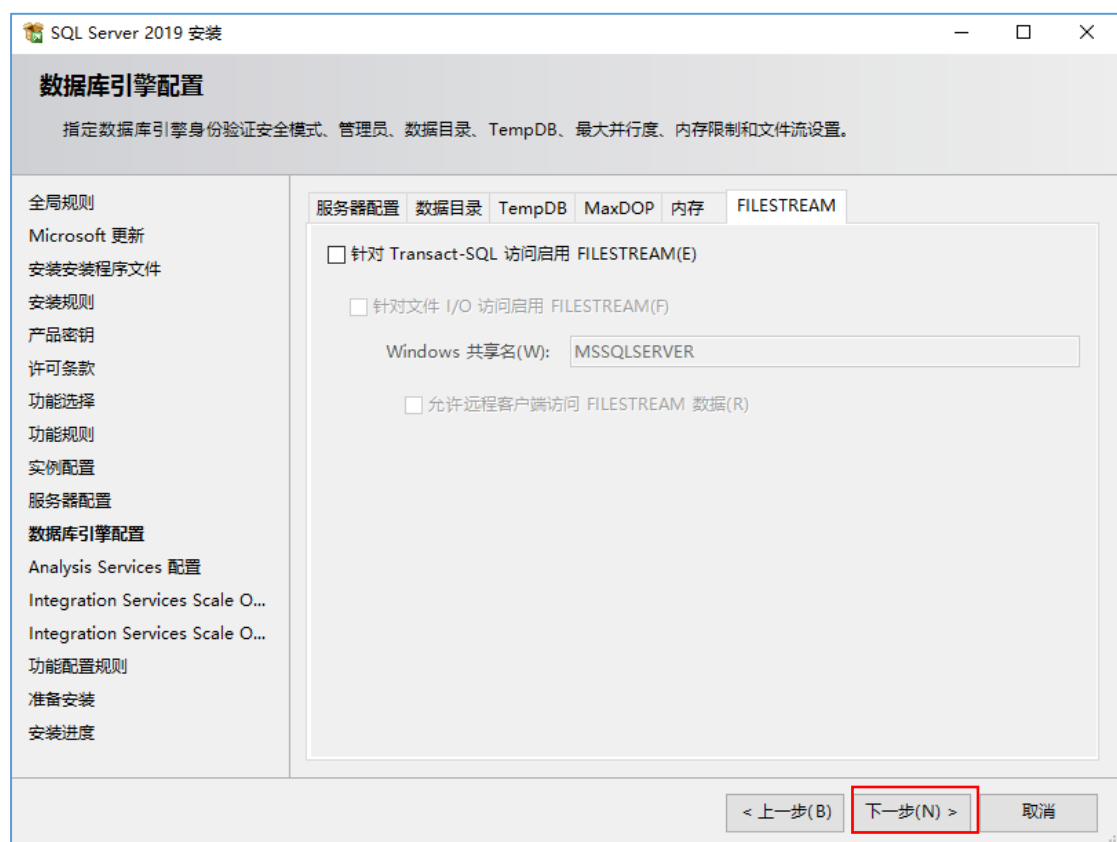 SQL Server 2019 安装
数据库引擎配置
指定数据库引擎身份验证安全模式、管理员、数据目录、TempDB、最大并行度、内存限制和文件流设置。
全局规则
Microsoft 更新
安装安装程序文件
安装规则
产品密钥
许可条款
功能选择
功能规则
实例配置
服务器配置
数据库引擎配置
Analysis Services 配置
Integration Services Scale O...
Integration Services Scale O...
功能配置规则
准备安装
安装进度
服务器配置 数据目录 TempDB MaxDOP 内存 FILESTREAM
针对 Transact-SQL 访问启用 FILESTREAM(E)
针对文件 I/O 访问启用 FILESTREAM(F)
Windows 共享名(W): MSSQLSERVER
允许远程客户端访问 FILESTREAM 数据(R)
< 上一步(B) 下一步(N) > 取消